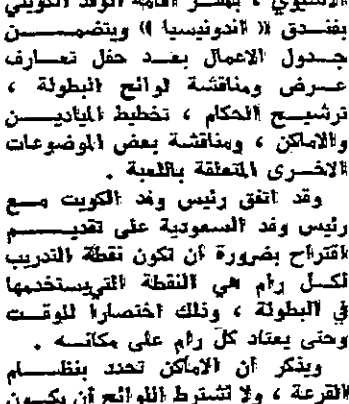 الاسيوي ، بمقر اقامة الوفد الكويتي
بفندق (( اندونيسيا )) ويتضمن
جدول الاعمال بعد حفل تعارف
عرض ومناقشة لوائح البطولة ،
ترشيح الحكام ، تخطيط الميادين
والاماكن ، ومناقشة بعض الموضوعات
الاخرى المتعلقة باللعبة .
وقد اتفق رئيس وفد الكويت مع
رئيس وفد السعودية على تقديم
اقتراح بضرورة ان تكون نقطة التدريب
لكل رام هي النقطة التي يستخدمها
في البطولة ، وذلك اختصارا للوقت
وحتى يعتاد كل رام على مكانه .
ويذكر أن الاماكن تحدد بنظام
القرعة ، ولا تشترط اللوائح أن يكون